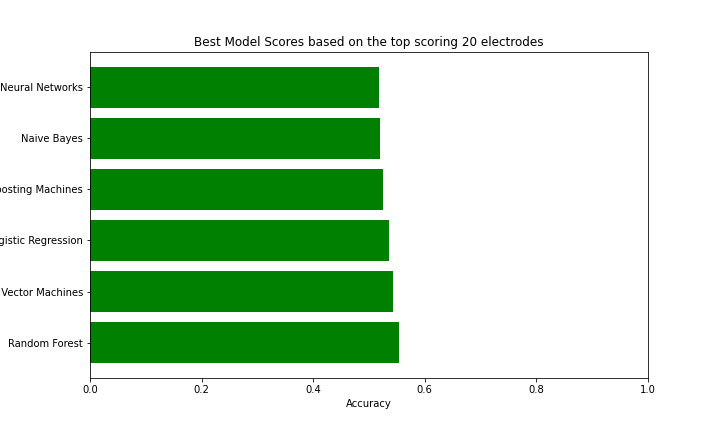 Best Model Scores based on the top scoring 20 electrodes
Neural Networks
Naive Bayes
oosting Machines
gistic Regression
Vector Machines
Random Forest
0.0 0.2 0.4 0.6 0.8 1.0
Accuracy